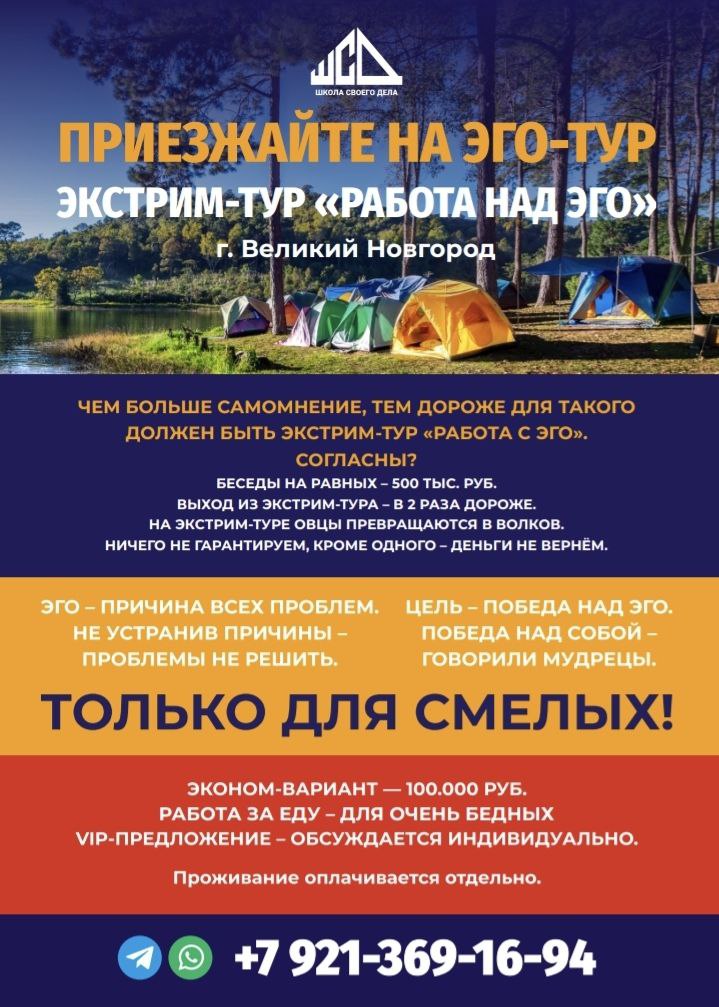 ШСД
ШКОЛА СВОЕГО ДЕЛА
ПРИЕЗЖАЙТЕ НА ЭГО-ТУР
ЭКСТРИМ-ТУР «РАБОТА НАД ЭГО»
г. Великий Новгород
ЧЕМ БОЛЬШЕ САМОМНЕНИЕ, ТЕМ ДОРОЖЕ ДЛЯ ТАКОГО
ДОЛЖЕН БЫТЬ ЭКСТРИМ-ТУР «РАБОТА С ЭГО».
СОГЛАСНЫ?
БЕСЕДЫ НА РАВНЫХ – 500 ТЫС. РУБ.
ВЫХОД ИЗ ЭКСТРИМ-ТУРА – В 2 РАЗА ДОРОЖЕ.
НА ЭКСТРИМ-ТУРЕ ОВЦЫ ПРЕВРАЩАЮТСЯ В ВОЛКОВ.
НИЧЕГО НЕ ГАРАНТИРУЕМ, КРОМЕ ОДНОГО – ДЕНЬГИ НЕ ВЕРНЁМ.
ЭГО – ПРИЧИНА ВСЕХ ПРОБЛЕМ.
НЕ УСТРАНИВ ПРИЧИНЫ –
ПРОБЛЕМЫ НЕ РЕШИТЬ.
ЦЕЛЬ – ПОБЕДА НАД ЭГО.
ПОБЕДА НАД СОБОЙ –
ГОВОРИЛИ МУДРЕЦЫ.
ТОЛЬКО ДЛЯ СМЕЛЫХ!
ЭКОНОМ-ВАРИАНТ — 100.000 РУБ.
РАБОТА ЗА ЕДУ – ДЛЯ ОЧЕНЬ БЕДНЫХ
VIP-ПРЕДЛОЖЕНИЕ – ОБСУЖДАЕТСЯ ИНДИВИДУАЛЬНО.
Проживание оплачивается отдельно.
+7 921-369-16-94